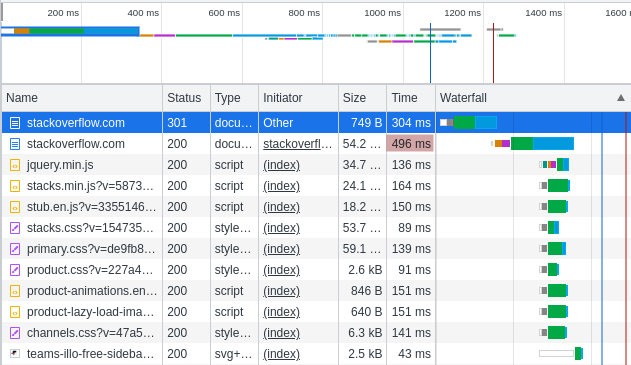 200 ms 400 ms 600 ms 800 ms 1000 ms 1200 ms 1400 ms 1600 ms
Name Status Type Initiator Size Time Waterfall
stackoverflow.com 301 docu… Other 749 B 304 ms
stackoverflow.com 200 docu… stackoverfl… 54.2 … 496 ms
jquery.min.js 200 script (index) 34.7 … 136 ms
stacks.min.js?v=5873… 200 script (index) 24.1 … 164 ms
stub.en.js?v=3355146… 200 script (index) 18.2 … 150 ms
stacks.css?v=154735… 200 style… (index) 53.7 … 89 ms
primary.css?v=de9fb8… 200 style… (index) 59.1 … 139 ms
product.css?v=227a4… 200 style… (index) 2.6 kB 91 ms
product-animations.en… 200 script (index) 846 B 151 ms
product-lazy-load-ima… 200 script (index) 640 B 151 ms
channels.css?v=47a5… 200 style… (index) 6.3 kB 141 ms
teams-illo-free-sideba… 200 svg+… (index) 2.5 kB 43 ms